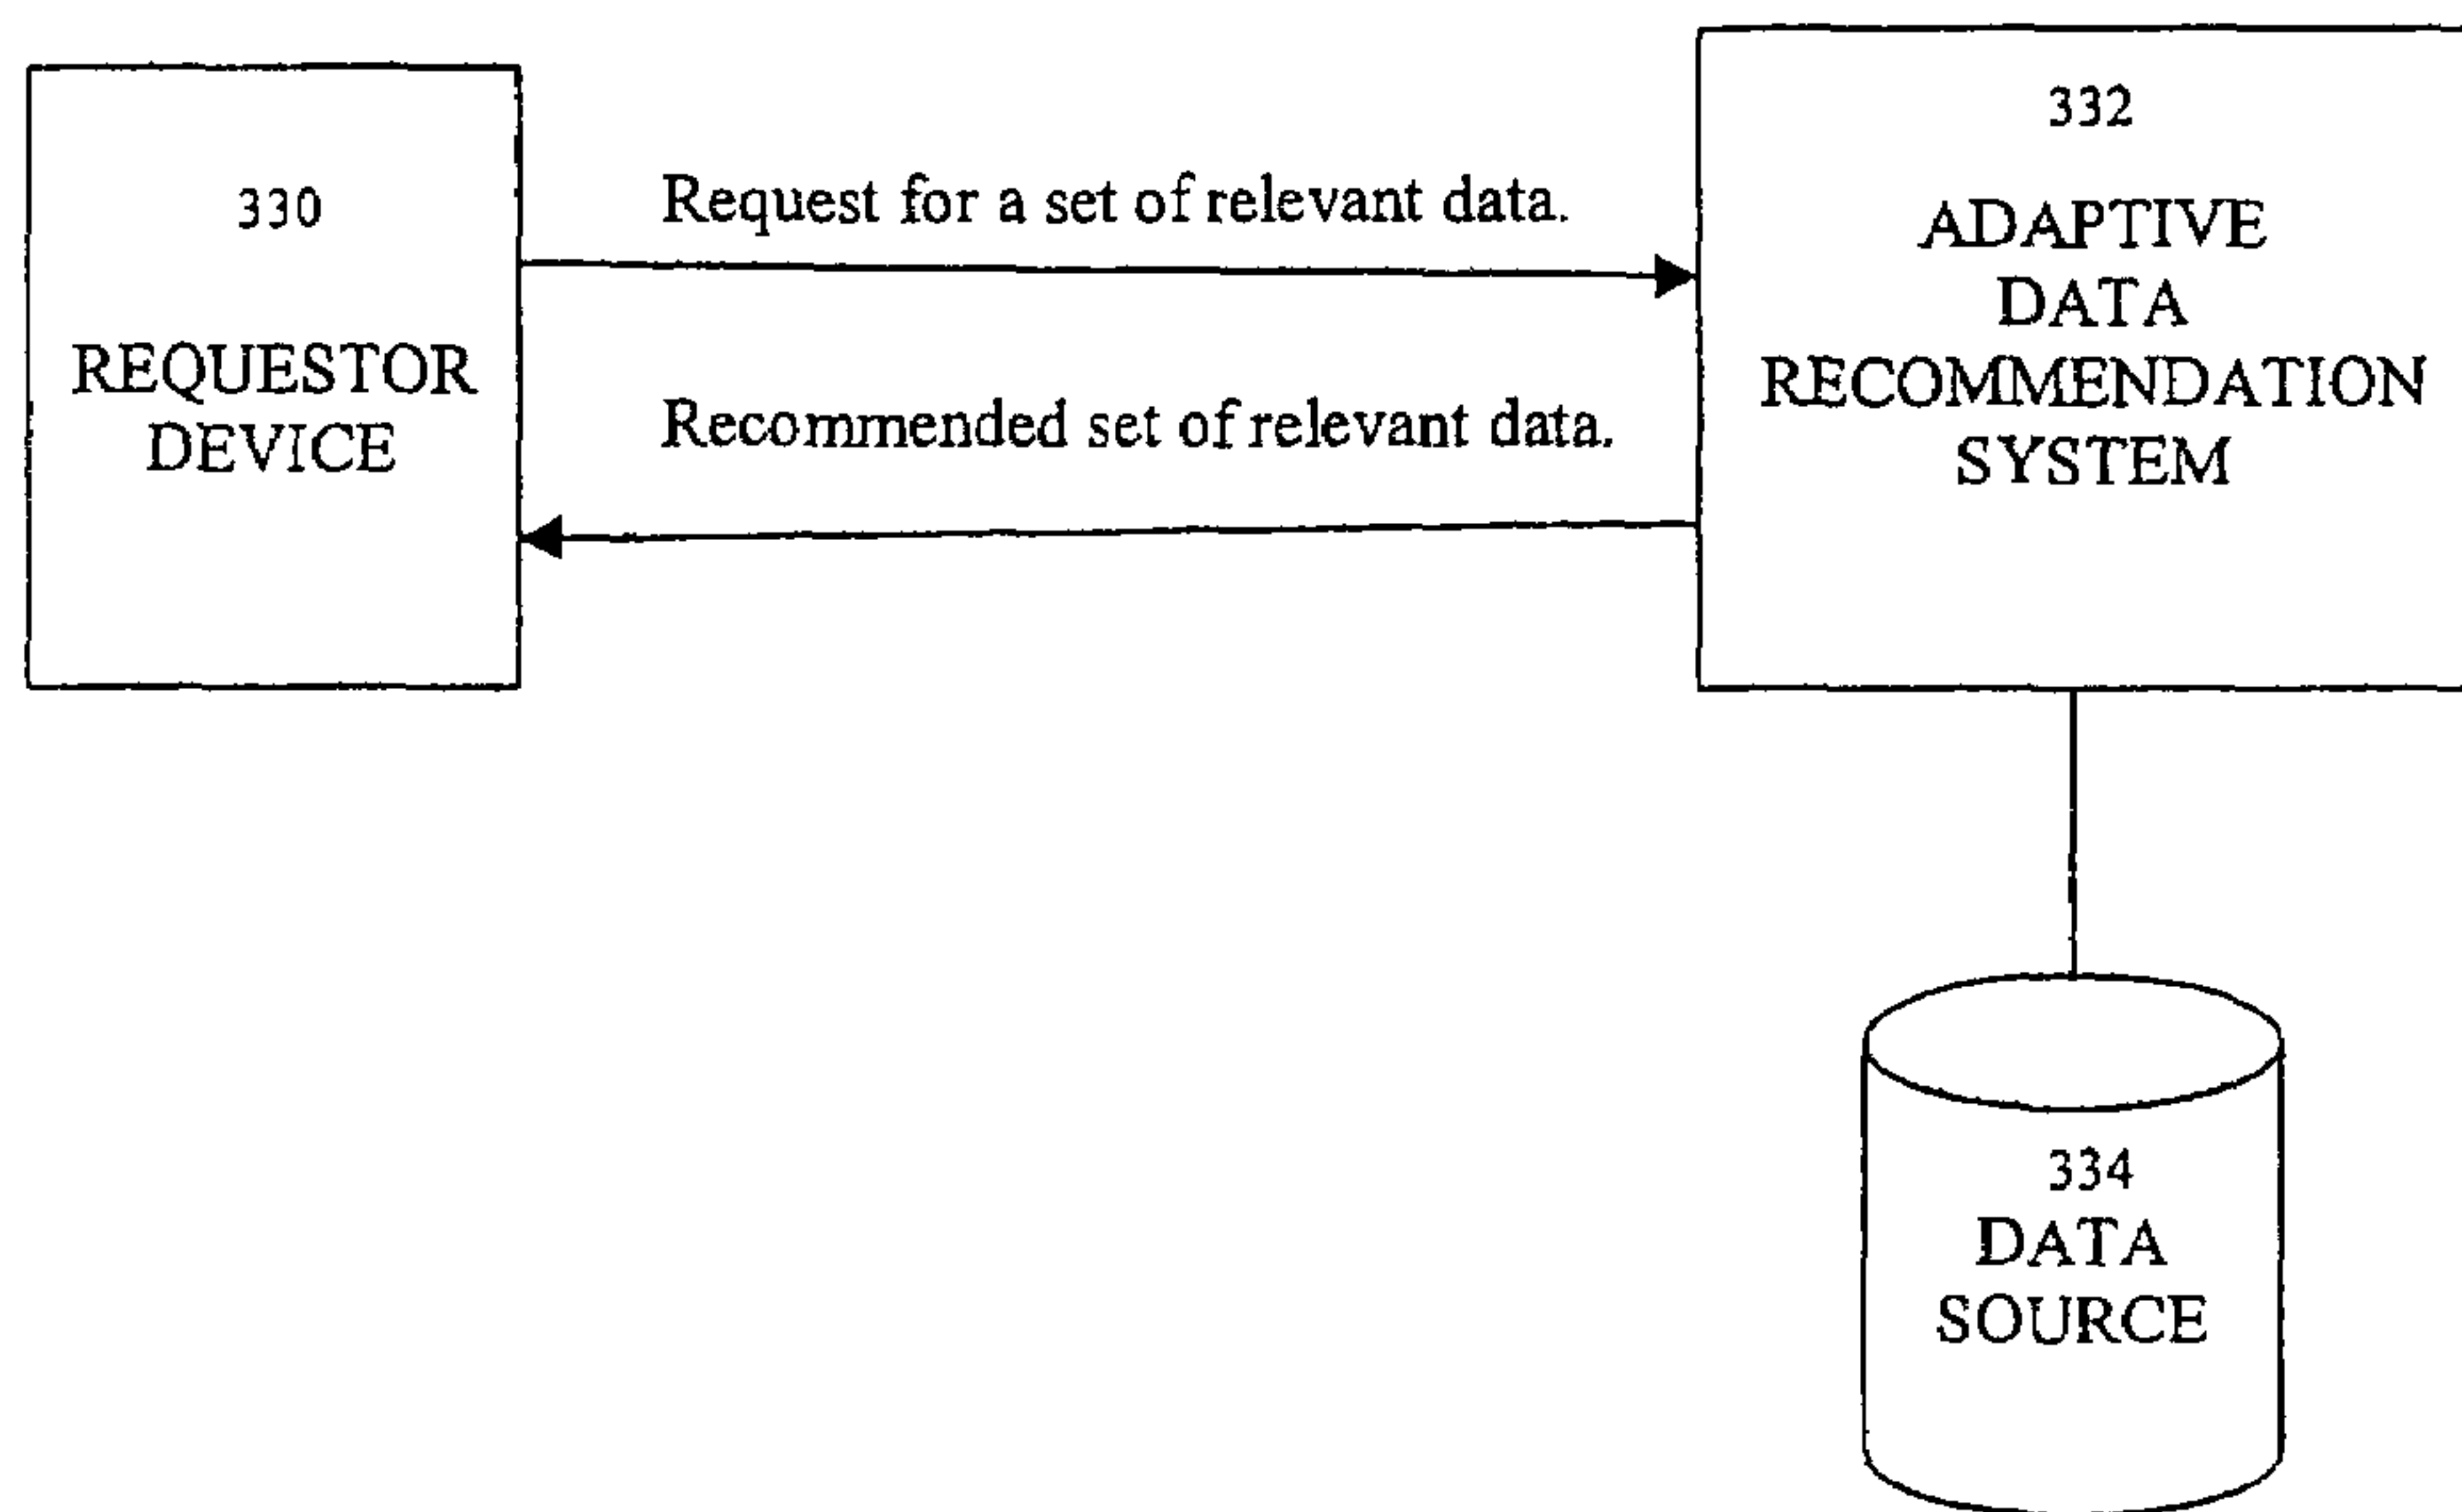 330
REQUESTOR
DEVICE
Request for a set of relevant data.
Recommended set of relevant data.
332
ADAPTIVE
DATA
RECOMMENDATION
SYSTEM
334
DATA
SOURCE